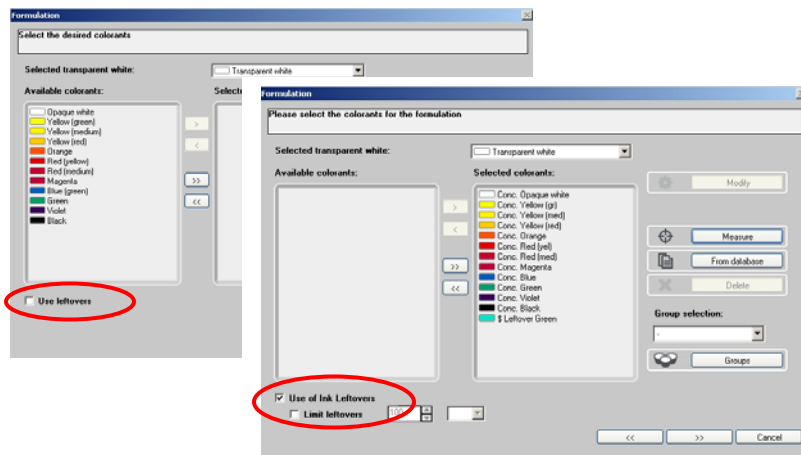 Formulation
Select the desired colorants
Selected transparent white:
Transparent white
Available colorants:
Select
Opaque white
Yellow (green)
Yellow (medium)
Yellow (red)
Orange
Red (yellow)
Red (medium)
Magenta
Blue (green)
Green
Violet
Black
>
<
>>
<<
Use leftovers
Formulation
Please select the colorants for the formulation
Selected transparent white:
Transparent white
Available colorants:
Selected colorants:
>
<
>>
<<
Conc. Opaque white
Conc. Yellow (gr)
Conc. Yellow (med)
Conc. Yellow (red)
Conc. Orange
Conc. Red (yel)
Conc. Red (med)
Conc. Magenta
Conc. Blue
Conc. Green
Conc. Violet
Conc. Black
$ Leftover Green
Modify
Measure
From database
Delete
Group selection:
-
Groups
Use of Ink Leftovers
Limit leftovers
100
<<
>>
Cancel